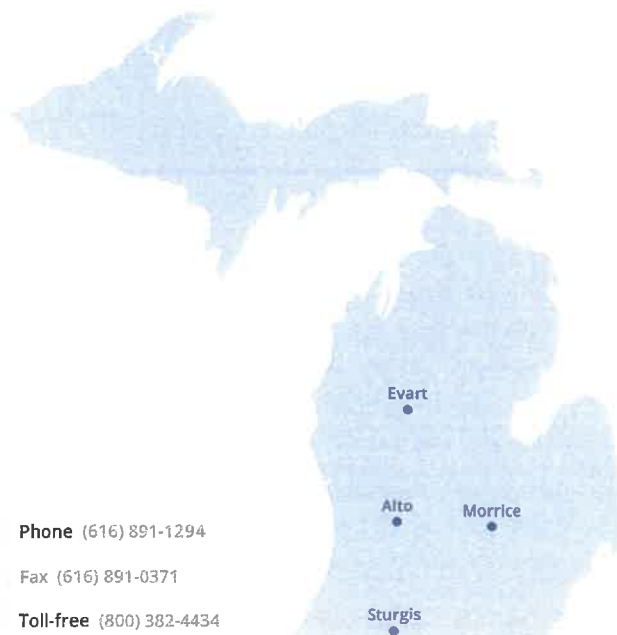 Evart
Alto
Morrice
Phone (616) 891-1294
Fax (616) 891-0371
Toll-free (800) 382-4434
Sturgis